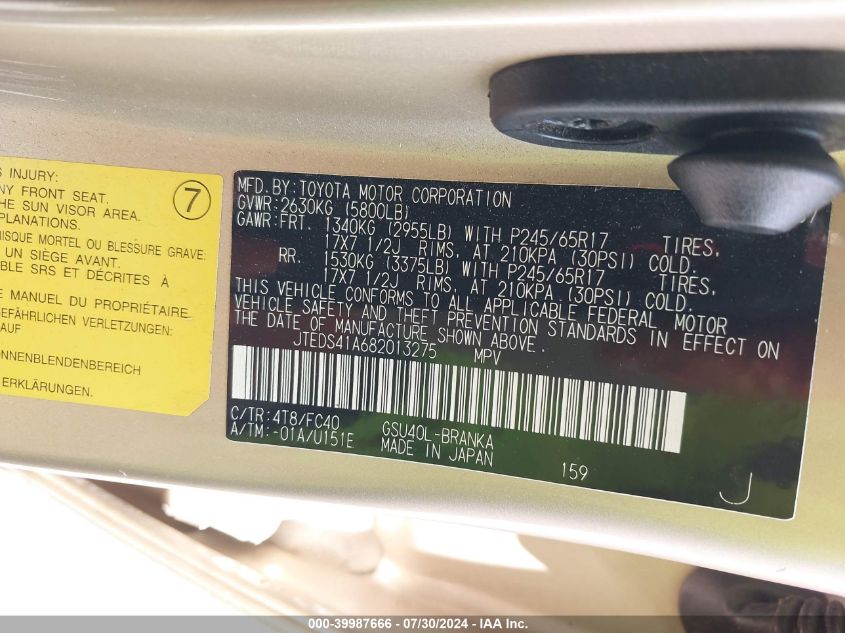 S INJURY:
NY FRONT SEAT.
HE SUN VISOR AREA.
PLANATIONS.
7
RISQUE MORTEL OU BLESSURE GRAVE:
UN SIÈGE AVANT.
BLE SRS ET DÉCRITES À
E MANUEL DU PROPRIÉTAIRE.
GEFÄHRLICHEN VERLETZUNGEN:
AUF
ONNENBLENDENBEREICH
ERKLÄRUNGEN.
MFD. BY: TOYOTA MOTOR CORPORATION
GVWR: 2630KG (5800LB)
GAWR: FRT. 1340KG (2955LB) WITH P245/65R17 TIRES,
17X7 1/2J RIMS, AT 210KPA (30PSI) COLD.
RR. 1530KG (3375LB) WITH P245/65R17 TIRES,
17X7 1/2J RIMS, AT 210KPA (30PSI) COLD.
THIS VEHICLE CONFORMS TO ALL APPLICABLE FEDERAL MOTOR
VEHICLE SAFETY AND THEFT PREVENTION STANDARDS IN EFFECT ON
THE DATE OF MANUFACTURE SHOWN ABOVE.
JTEDS41A682013275 MPV
C/TR: 4T8/FC40 GSU40L-BRANKA
A/TM: -01A/U151E MADE IN JAPAN 159
J
000-39987666 - 07/30/2024 - IAA Inc.